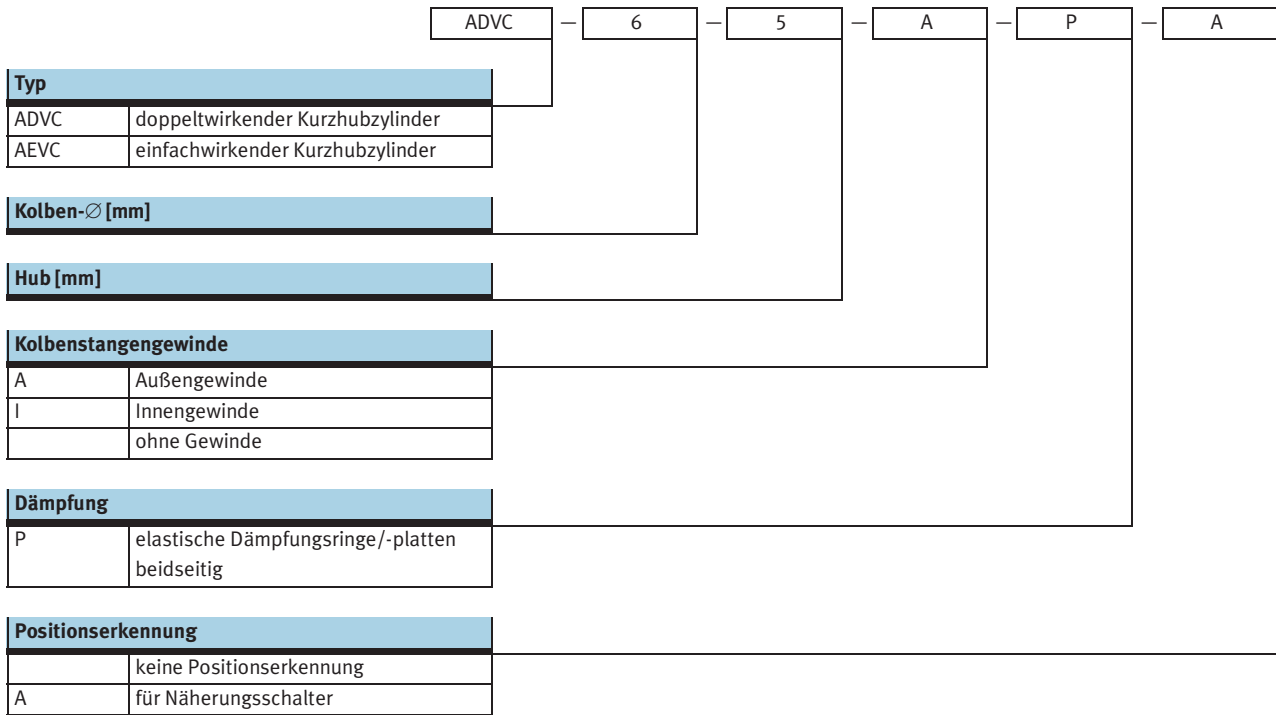 ADVC — 6 — 5 — A — P — A
Typ
ADVC doppeltwirkender Kurzhubzylinder
AEVC einfachwirkender Kurzhubzylinder
Kolben-∅ [mm]
Hub [mm]
Kolbenstangengewinde
A Außengewinde
I Innengewinde
ohne Gewinde
Dämpfung
P elastische Dämpfungsringe/-platten
beidseitig
Positionserkennung
keine Positionserkennung
A für Näherungsschalter